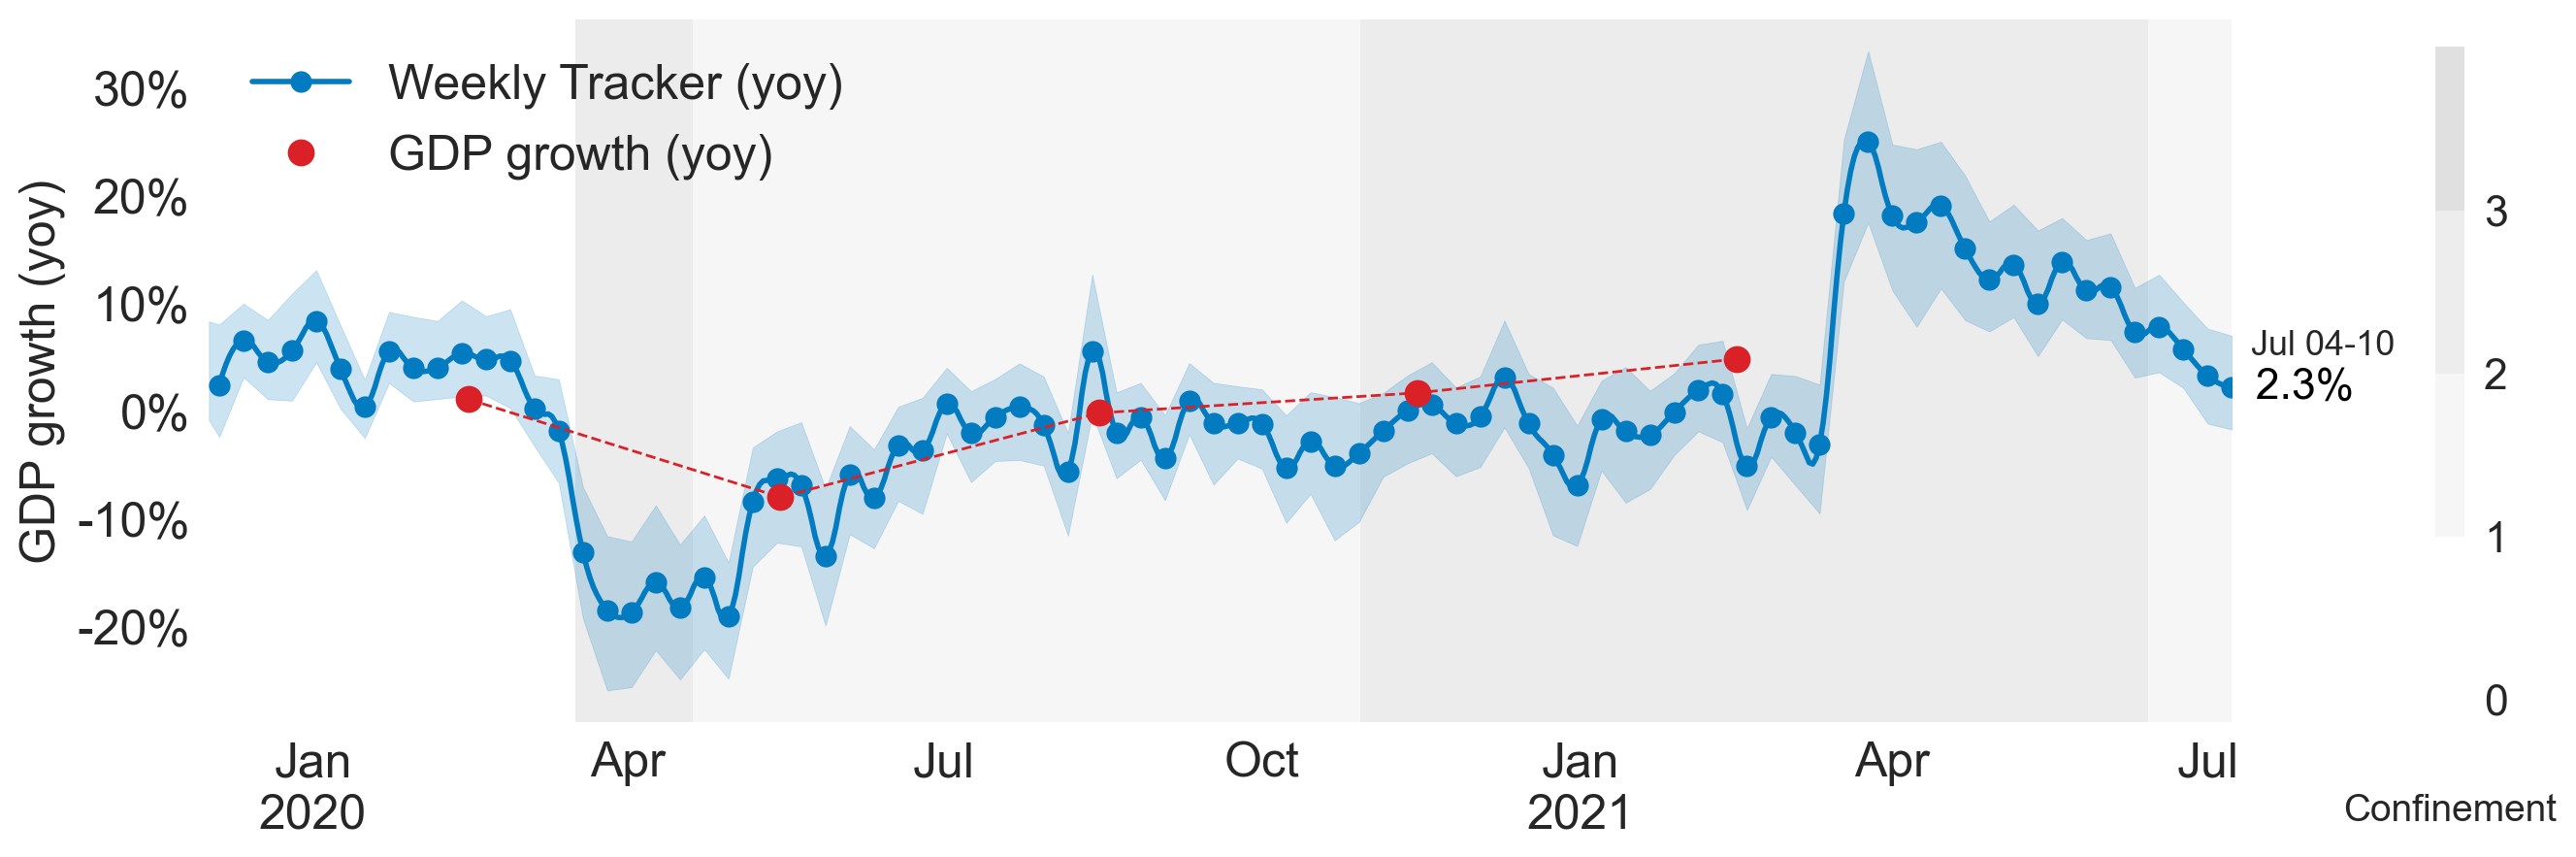 Weekly Tracker (yoy)
GDP growth (yoy)
GDP growth (yoy)
30%
20%
10%
0%
-10%
-20%
Jan
2020
Apr
Jul
Oct
Jan
2021
Apr
Jul
Jul 04-10
2.3%
3
2
1
0
Confinement